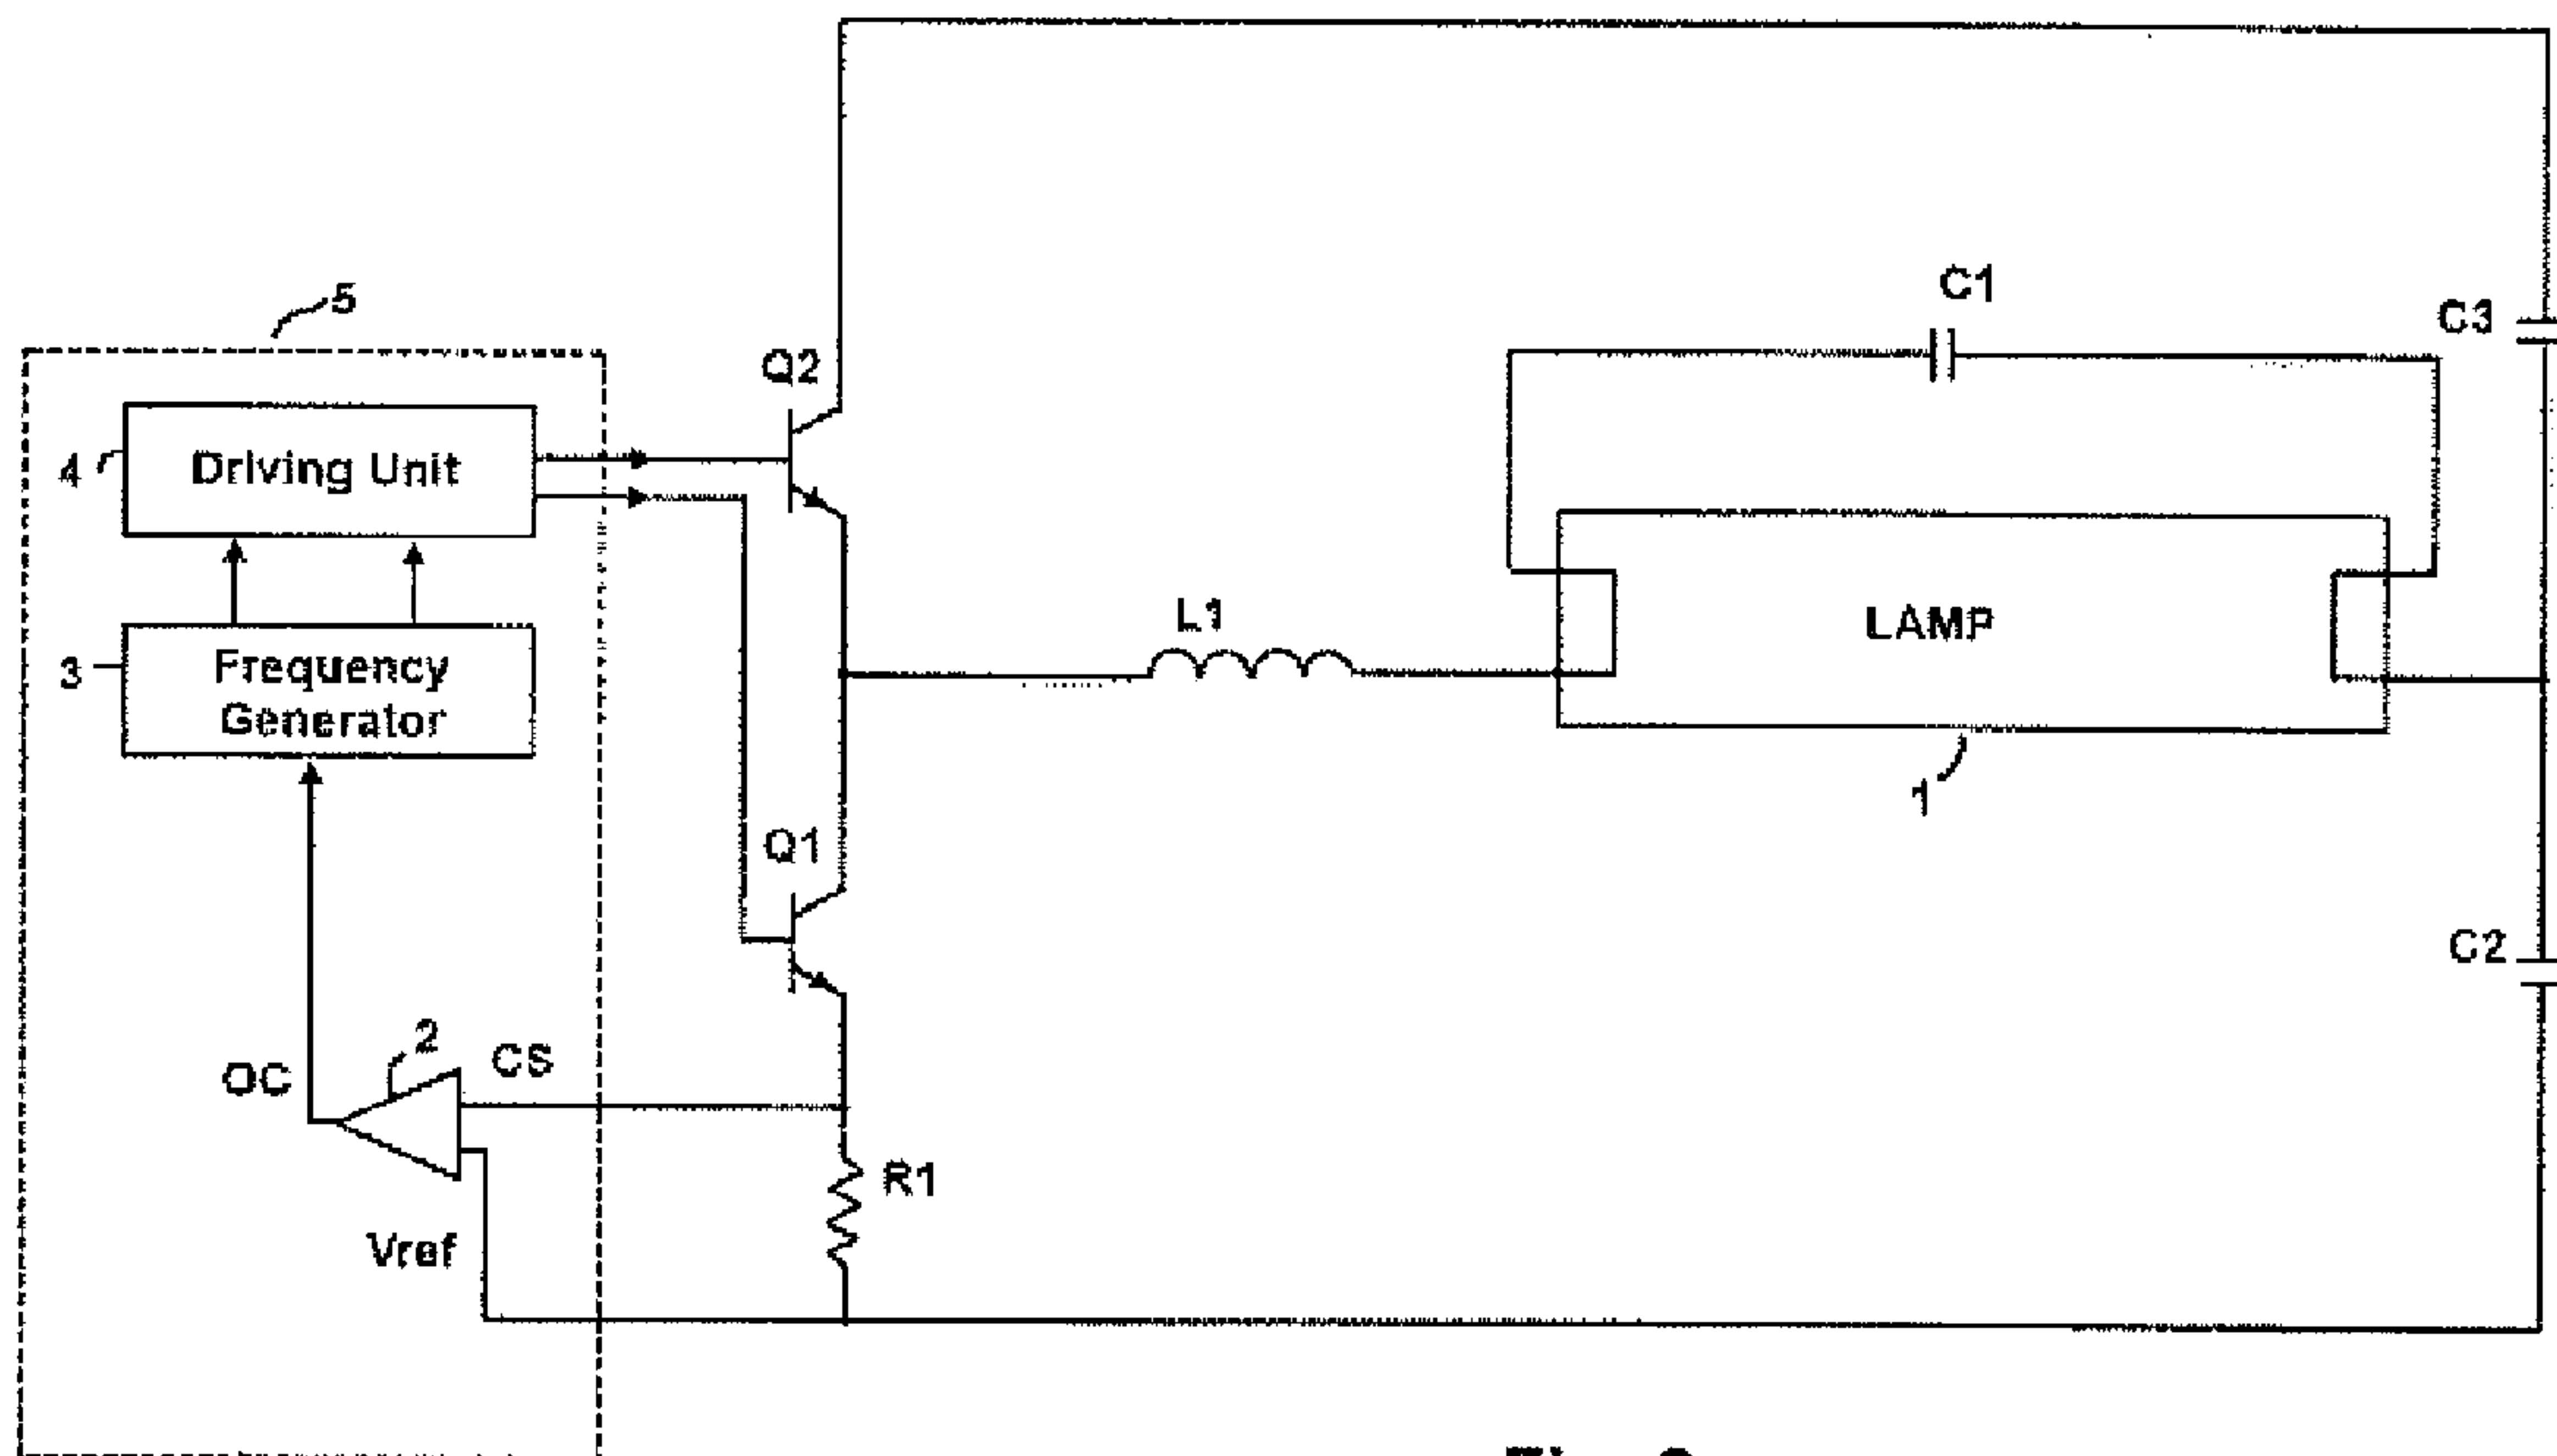 5
Q2
C1
C3
4
Driving Unit
L1
LAMP
3
Frequency
Generator
1
Q1
C2
2
CS
OC
R1
Vref